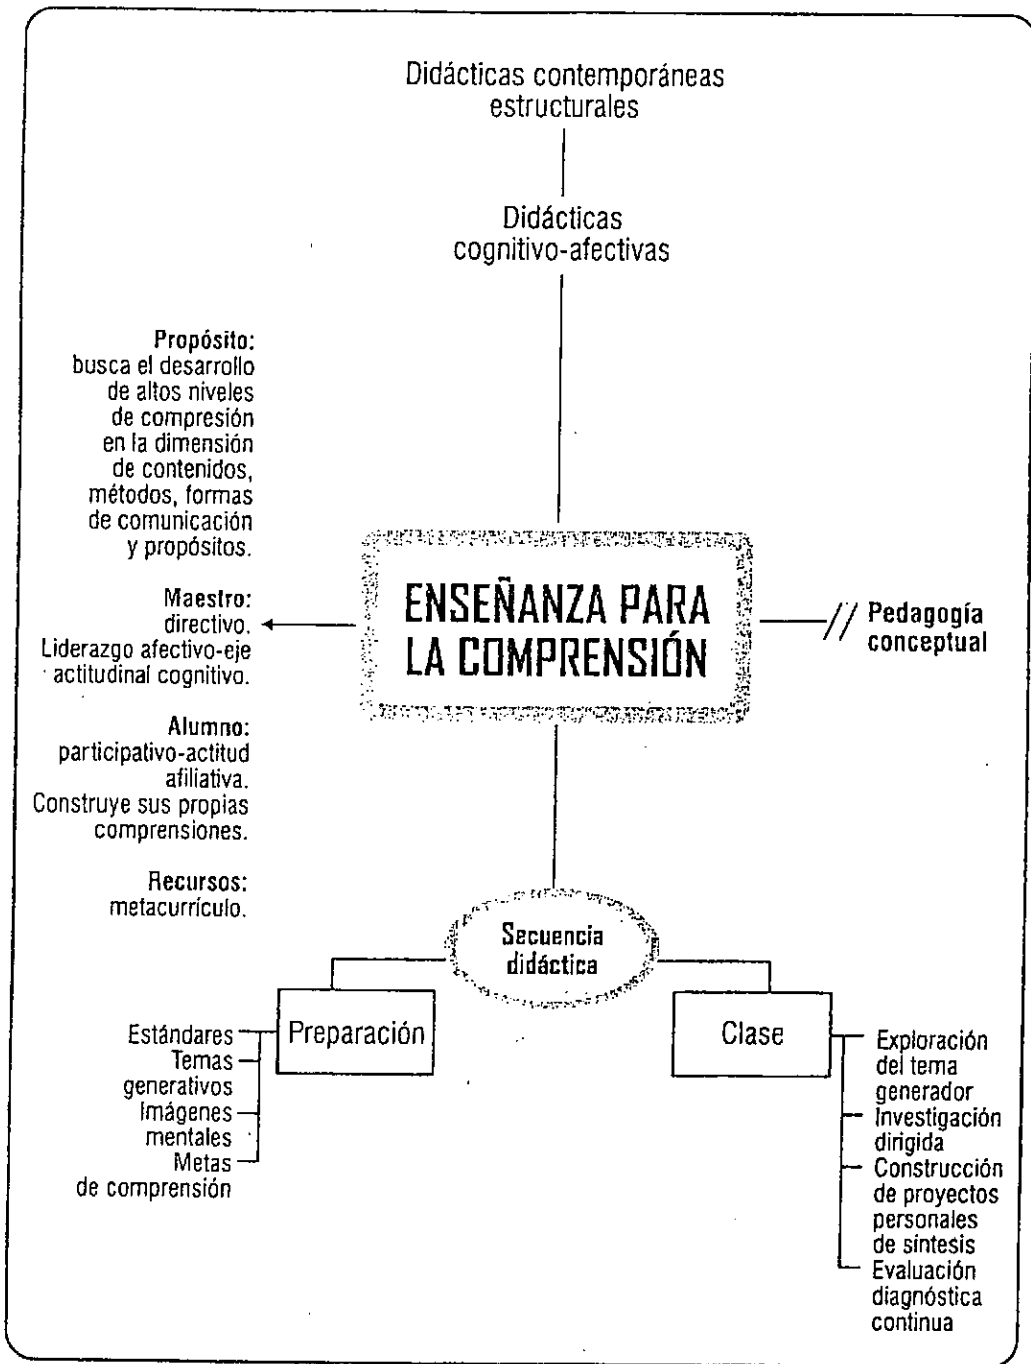 Didácticas contemporáneas
estructurales
Didácticas
cognitivo-afectivas
Propósito:
busca el desarrollo
de altos niveles
de compresión
en la dimensión
de contenidos,
métodos, formas
de comunicación
y propósitos.
Maestro:
directivo.
Liderazgo afectivo-eje
actitudinal cognitivo.
Alumno:
participativo-actitud
afiliativa.
Construye sus propias
comprensiones.
Recursos:
metacurrículo.
ENSEÑANZA PARA
LA COMPRENSIÓN
// Pedagogía
conceptual
Secuencia
didáctica
Preparación
Estándares
Temas
generativos
Imágenes
mentales
Metas
de comprensión
Clase
Exploración
del tema
generador
Investigación
dirigida
Construcción
de proyectos
personales
de síntesis
Evaluación
diagnóstica
continua